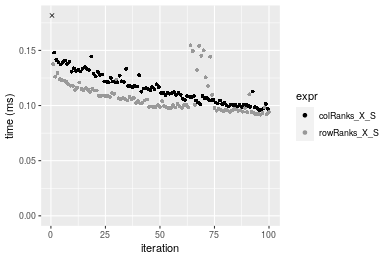 0.15
0.10
0.05
0.00
time (ms)
0
25
50
75
100
iteration
expr
colRanks_X_S
rowRanks_X_S